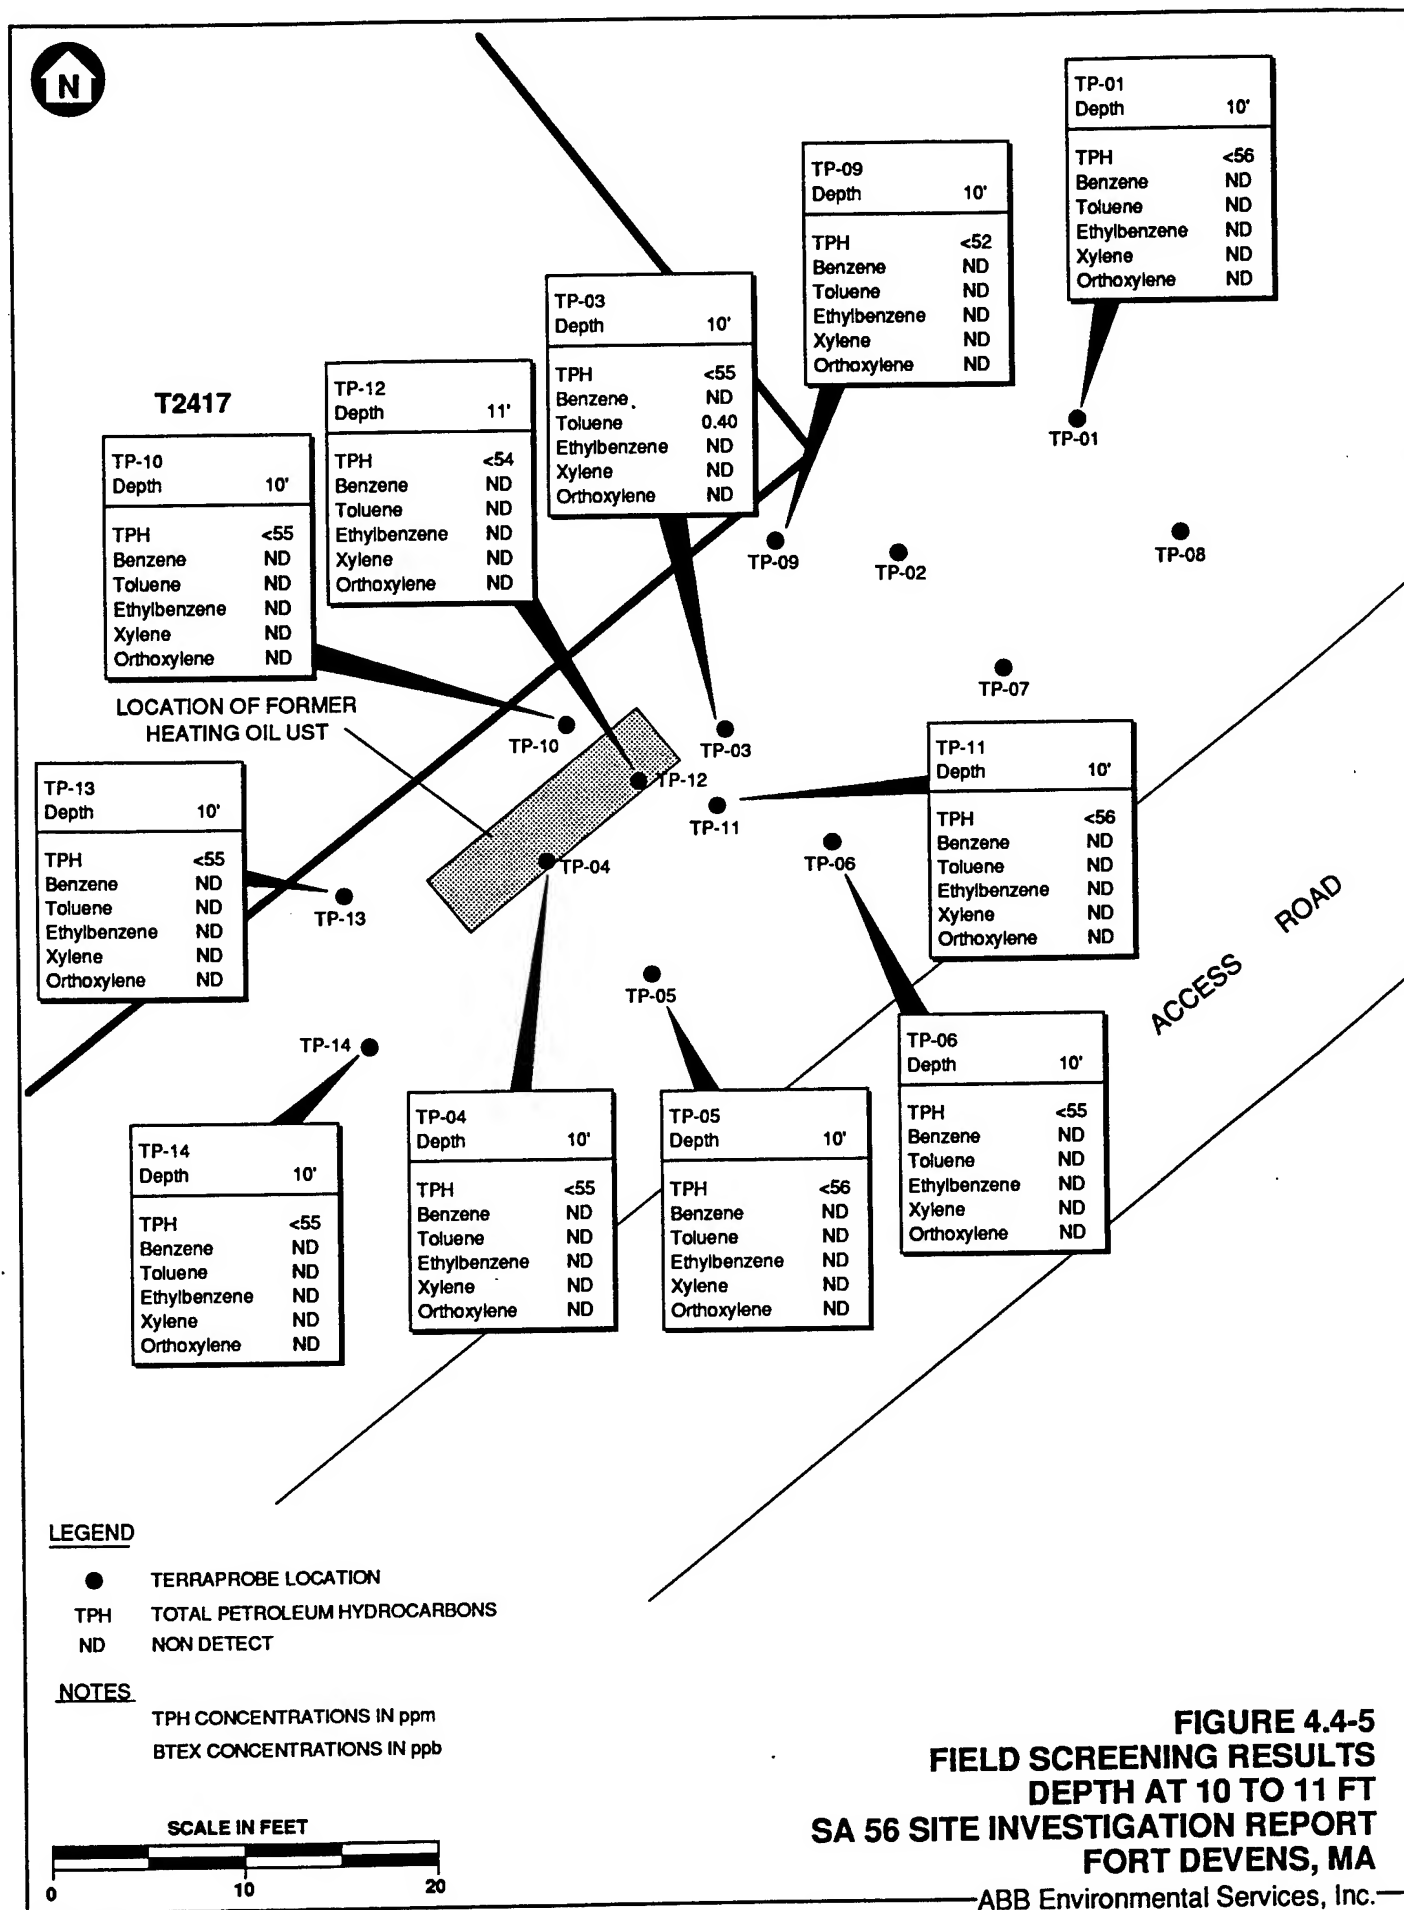 N
TP-01
Depth 10'
TPH <56
Benzene ND
Toluene ND
Ethylbenzene ND
Xylene ND
Orthoxylene ND
TP-09
Depth 10'
TPH <52
Benzene ND
Toluene ND
Ethylbenzene ND
Xylene ND
Orthoxylene ND
TP-03
Depth 10'
TPH <55
Benzene ND
Toluene 0.40
Ethylbenzene ND
Xylene ND
Orthoxylene ND
TP-12
Depth 11'
TPH <54
Benzene ND
Toluene ND
Ethylbenzene ND
Xylene ND
Orthoxylene ND
T2417
TP-10
Depth 10'
TPH <55
Benzene ND
Toluene ND
Ethylbenzene ND
Xylene ND
Orthoxylene ND
TP-01
TP-09
TP-02
TP-08
TP-07
LOCATION OF FORMER
HEATING OIL UST
TP-10
TP-03
TP-12
TP-11
TP-06
TP-04
TP-13
TP-05
TP-14
TP-11
Depth 10'
TPH <56
Benzene ND
Toluene ND
Ethylbenzene ND
Xylene ND
Orthoxylene ND
TP-13
Depth 10'
TPH <55
Benzene ND
Toluene ND
Ethylbenzene ND
Xylene ND
Orthoxylene ND
ACCESS ROAD
TP-06
Depth 10'
TPH <55
Benzene ND
Toluene ND
Ethylbenzene ND
Xylene ND
Orthoxylene ND
TP-14
Depth 10'
TPH <55
Benzene ND
Toluene ND
Ethylbenzene ND
Xylene ND
Orthoxylene ND
TP-04
Depth 10'
TPH <55
Benzene ND
Toluene ND
Ethylbenzene ND
Xylene ND
Orthoxylene ND
TP-05
Depth 10'
TPH <56
Benzene ND
Toluene ND
Ethylbenzene ND
Xylene ND
Orthoxylene ND
LEGEND
TERRAPROBE LOCATION
TPH TOTAL PETROLEUM HYDROCARBONS
ND NON DETECT
NOTES
TPH CONCENTRATIONS IN ppm
BTEX CONCENTRATIONS IN ppb
SCALE IN FEET
0 10 20
FIGURE 4.4-5
FIELD SCREENING RESULTS
DEPTH AT 10 TO 11 FT
SA 56 SITE INVESTIGATION REPORT
FORT DEVENS, MA
ABB Environmental Services, Inc.